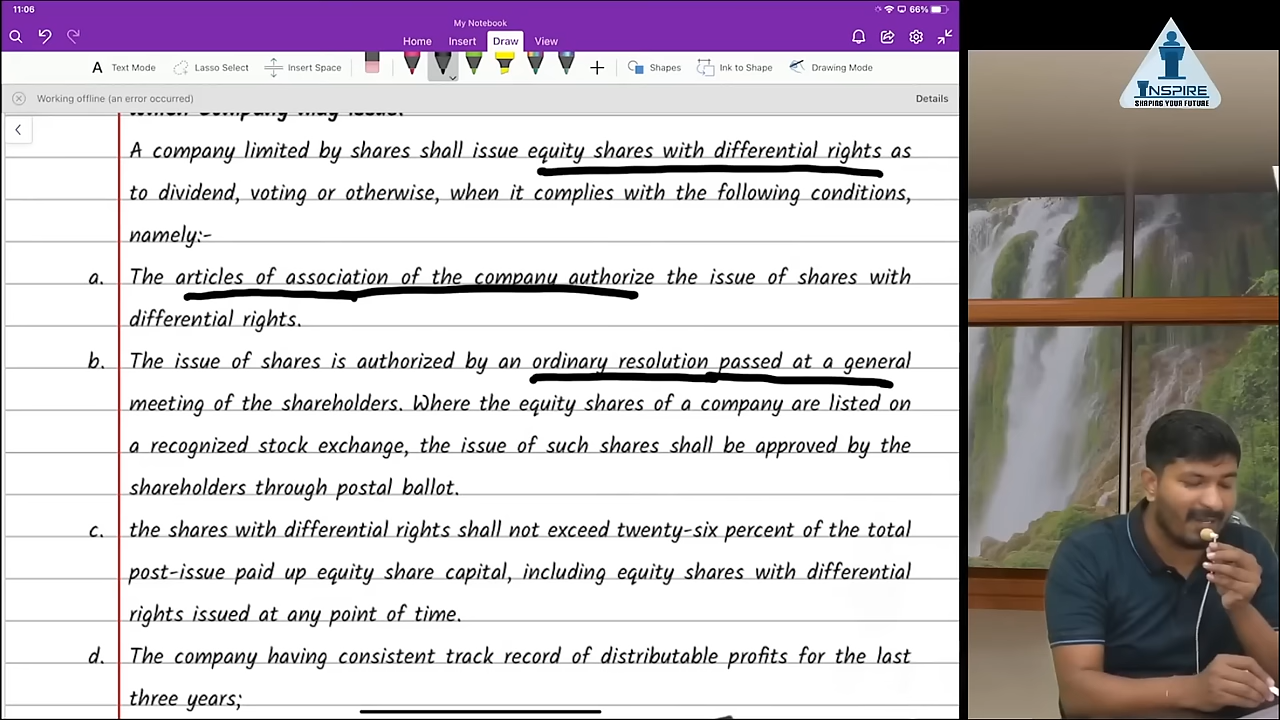 11:06
66%
My Notebook
Home Insert Draw View
A Text Mode Lasso Select Insert Space Shapes Ink to Shape Drawing Mode
Working offline (an error occurred) Details
which Company may issue:
A company limited by shares shall issue equity shares with differential rights as
to dividend, voting or otherwise, when it complies with the following conditions,
namely:-
a. The articles of association of the company authorize the issue of shares with
differential rights.
b. The issue of shares is authorized by an ordinary resolution passed at a general
meeting of the shareholders. Where the equity shares of a company are listed on
a recognized stock exchange, the issue of such shares shall be approved by the
shareholders through postal ballot.
c. the shares with differential rights shall not exceed twenty-six percent of the total
post-issue paid up equity share capital, including equity shares with differential
rights issued at any point of time.
d. The company having consistent track record of distributable profits for the last
three years;
INSPIRE
SHAPING YOUR FUTURE